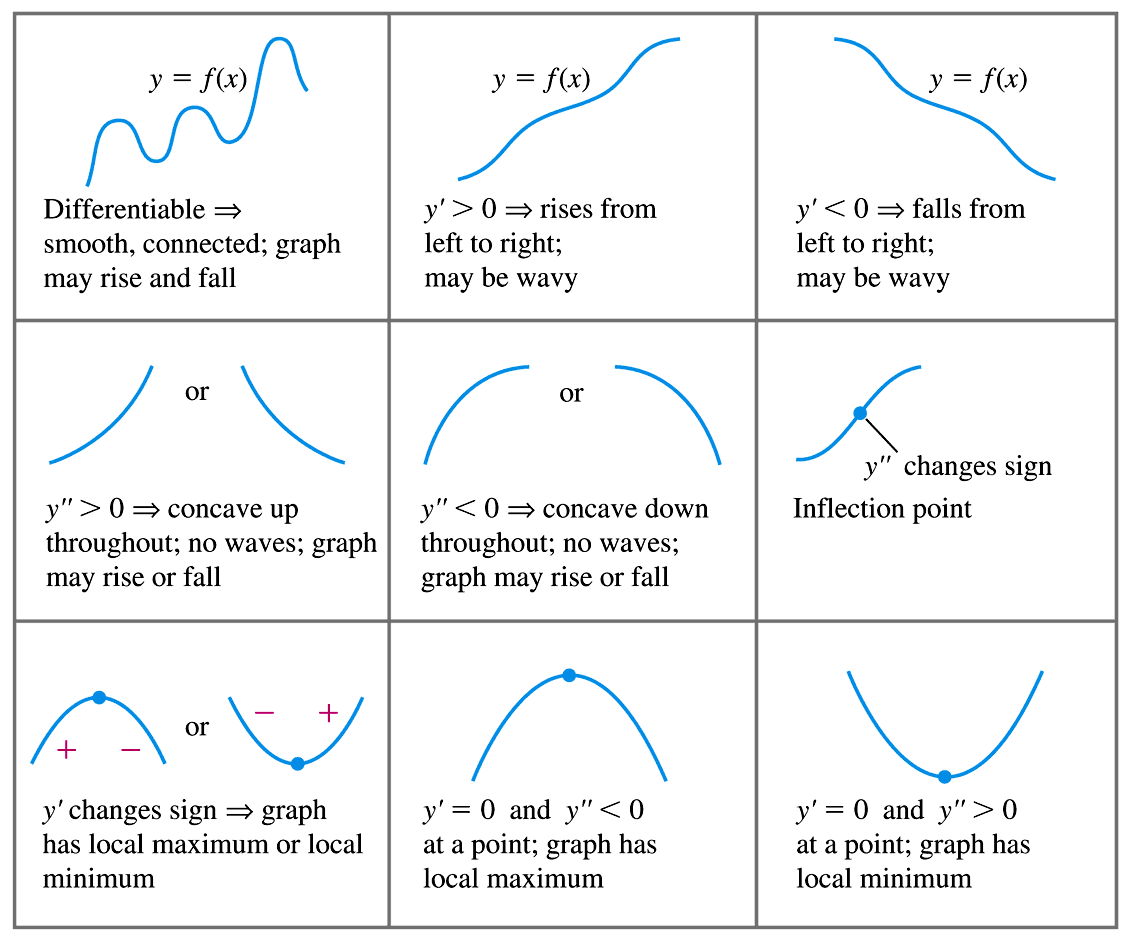 y = f(x)
Differentiable ⇒
smooth, connected; graph
may rise and fall
y = f(x)
y′ > 0 ⇒ rises from
left to right;
may be wavy
y = f(x)
y′ < 0 ⇒ falls from
left to right;
may be wavy
or
y″ > 0 ⇒ concave up
throughout; no waves; graph
may rise or fall
or
y″ < 0 ⇒ concave down
throughout; no waves;
graph may rise or fall
y″ changes sign
Inflection point
+ − or − +
y′ changes sign ⇒ graph
has local maximum or local
minimum
y′ = 0 and y″ < 0
at a point; graph has
local maximum
y′ = 0 and y″ > 0
at a point; graph has
local minimum